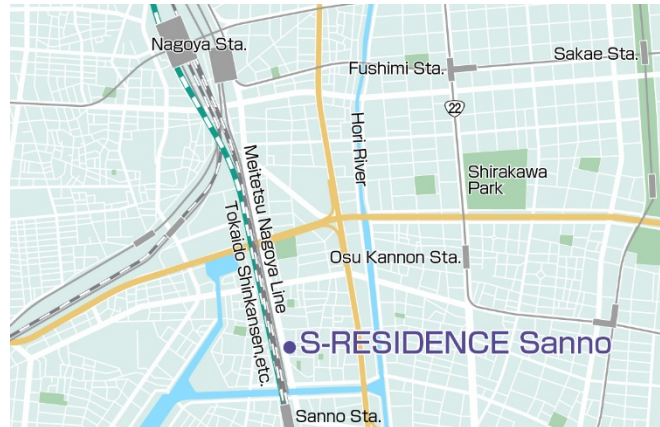 Nagoya Sta.
Sakae Sta.
Fushimi Sta.
22
Hori River
Meitetsu Nagoya Line
Tokaido Shinkansen,etc.
Shirakawa
Park
Osu Kannon Sta.
S-RESIDENCE Sanno
Sanno Sta.